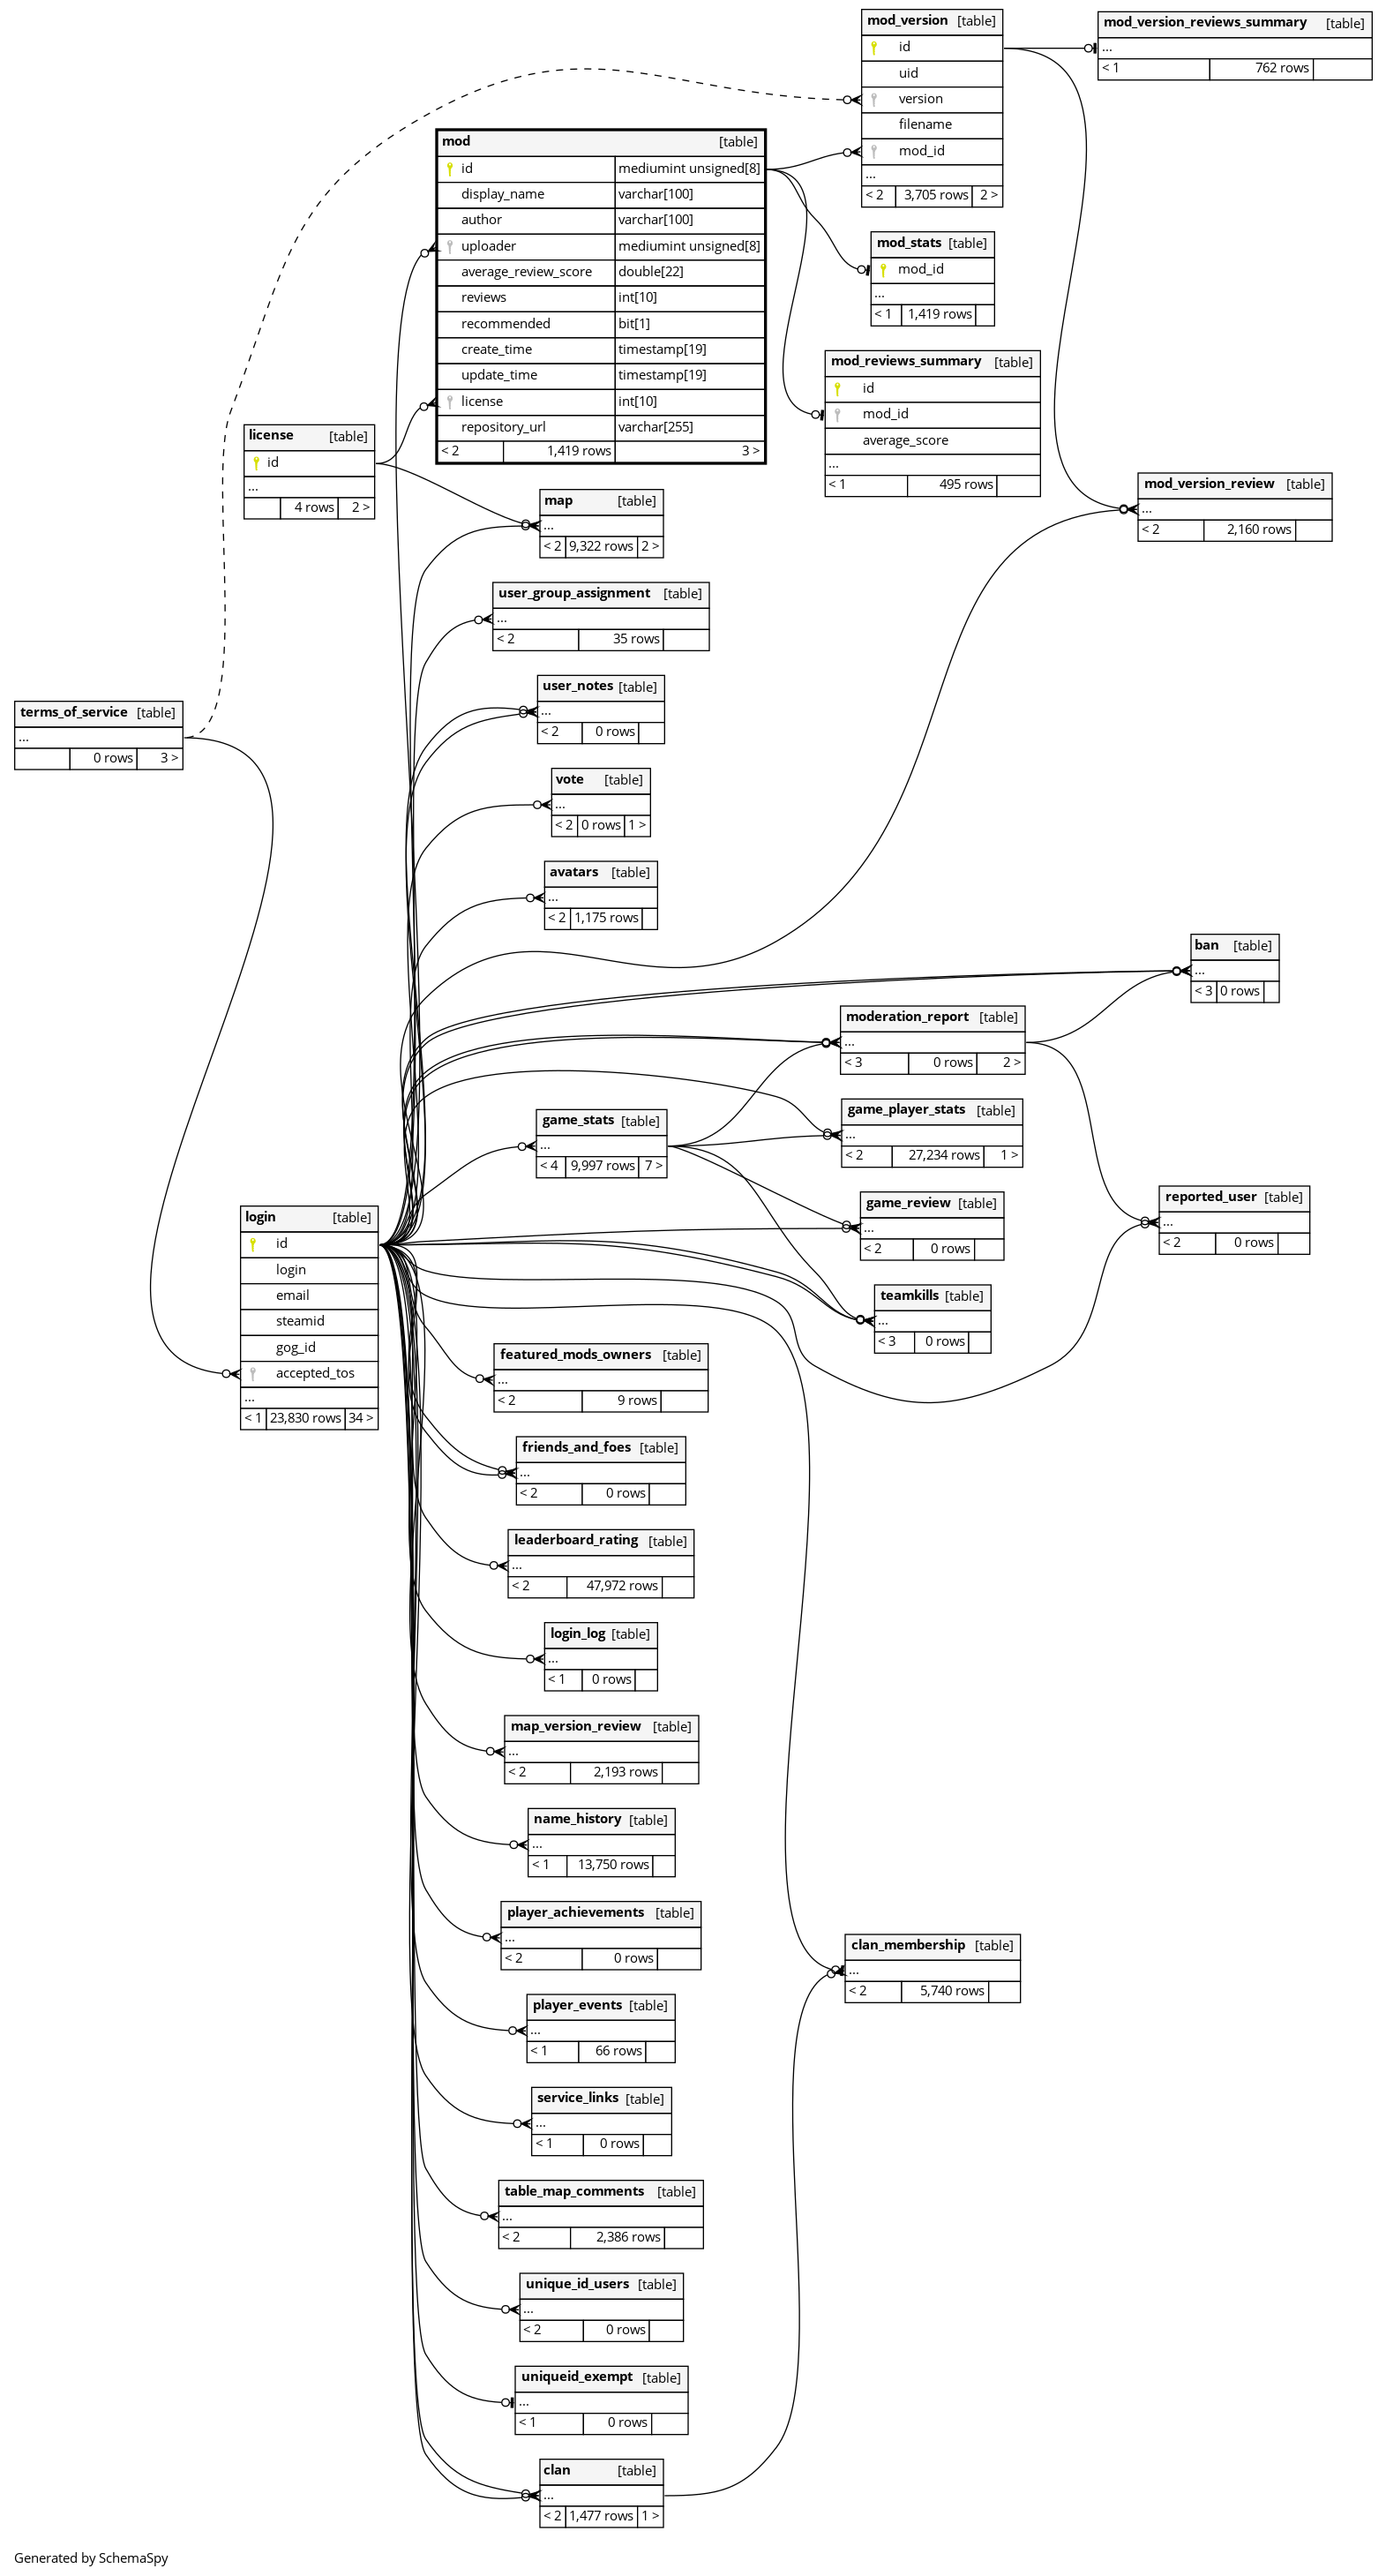 mod_version [table]
id
uid
version
filename
mod_id
...
< 2 3,705 rows 2 >
mod_version_reviews_summary [table]
...
< 1 762 rows
mod [table]
id mediumint unsigned[8]
display_name varchar[100]
author varchar[100]
uploader mediumint unsigned[8]
average_review_score double[22]
reviews int[10]
recommended bit[1]
create_time timestamp[19]
update_time timestamp[19]
license int[10]
repository_url varchar[255]
< 2 1,419 rows 3 >
mod_stats [table]
mod_id
...
< 1 1,419 rows
mod_reviews_summary [table]
id
mod_id
average_score
...
< 1 495 rows
license [table]
id
...
4 rows 2 >
mod_version_review [table]
...
< 2 2,160 rows
map [table]
...
< 2 9,322 rows 2 >
user_group_assignment [table]
...
< 2 35 rows
user_notes [table]
...
< 2 0 rows
terms_of_service [table]
...
0 rows 3 >
vote [table]
...
< 2 0 rows 1 >
avatars [table]
...
< 2 1,175 rows
ban [table]
...
< 3 0 rows
moderation_report [table]
...
< 3 0 rows 2 >
game_player_stats [table]
...
< 2 27,234 rows 1 >
game_stats [table]
...
< 4 9,997 rows 7 >
game_review [table]
...
< 2 0 rows
reported_user [table]
...
< 2 0 rows
login [table]
id
login
email
steamid
gog_id
accepted_tos
...
< 1 23,830 rows 34 >
teamkills [table]
...
< 3 0 rows
featured_mods_owners [table]
...
< 2 9 rows
friends_and_foes [table]
...
< 2 0 rows
leaderboard_rating [table]
...
< 2 47,972 rows
login_log [table]
...
< 1 0 rows
map_version_review [table]
...
< 2 2,193 rows
name_history [table]
...
< 1 13,750 rows
player_achievements [table]
...
< 2 0 rows
clan_membership [table]
...
< 2 5,740 rows
player_events [table]
...
< 1 66 rows
service_links [table]
...
< 1 0 rows
table_map_comments [table]
...
< 2 2,386 rows
unique_id_users [table]
...
< 2 0 rows
uniqueid_exempt [table]
...
< 1 0 rows
clan [table]
...
< 2 1,477 rows 1 >
Generated by SchemaSpy